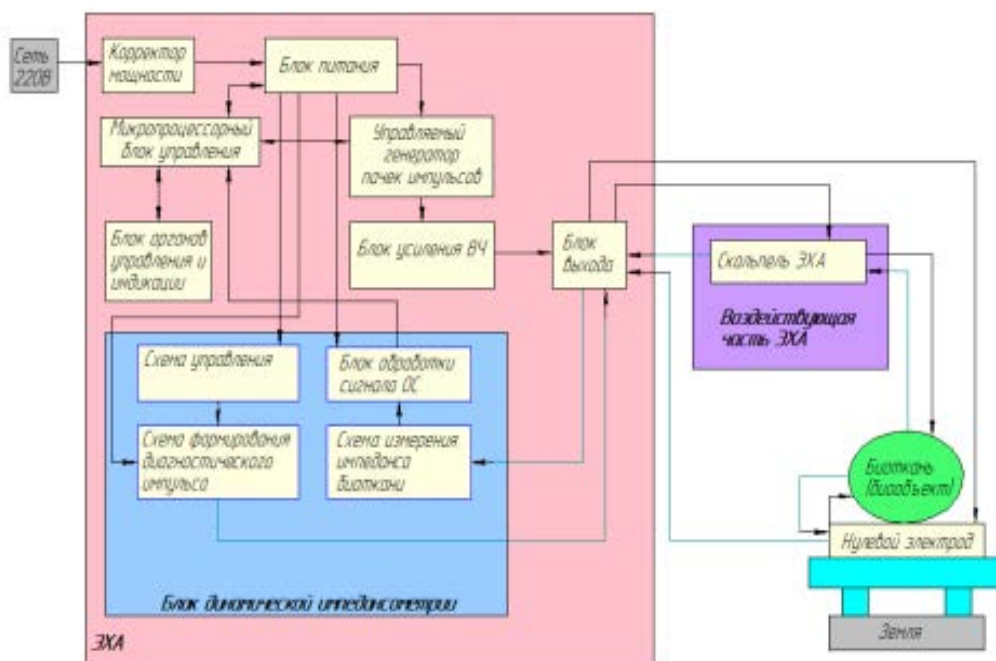 Сеть
220В
Корректор
мощности
Блок питания
Микропроцессорный
блок управления
Управляемый
генератор
пачек импульсов
Блок органов
управления и
индикации
Блок усиления ВЧ
Блок
выхода
Скальпель ЭХА
Воздействующая
часть ЭХА
Схема управления
Блок обработки
сигнала ОС
Схема формирования
диагностического
импульса
Схема измерения
импеданса
биоткани
Биоткань
(биообъект)
Нулевой электрод
Блок динамической импедансометрии
Земля
ЭХА